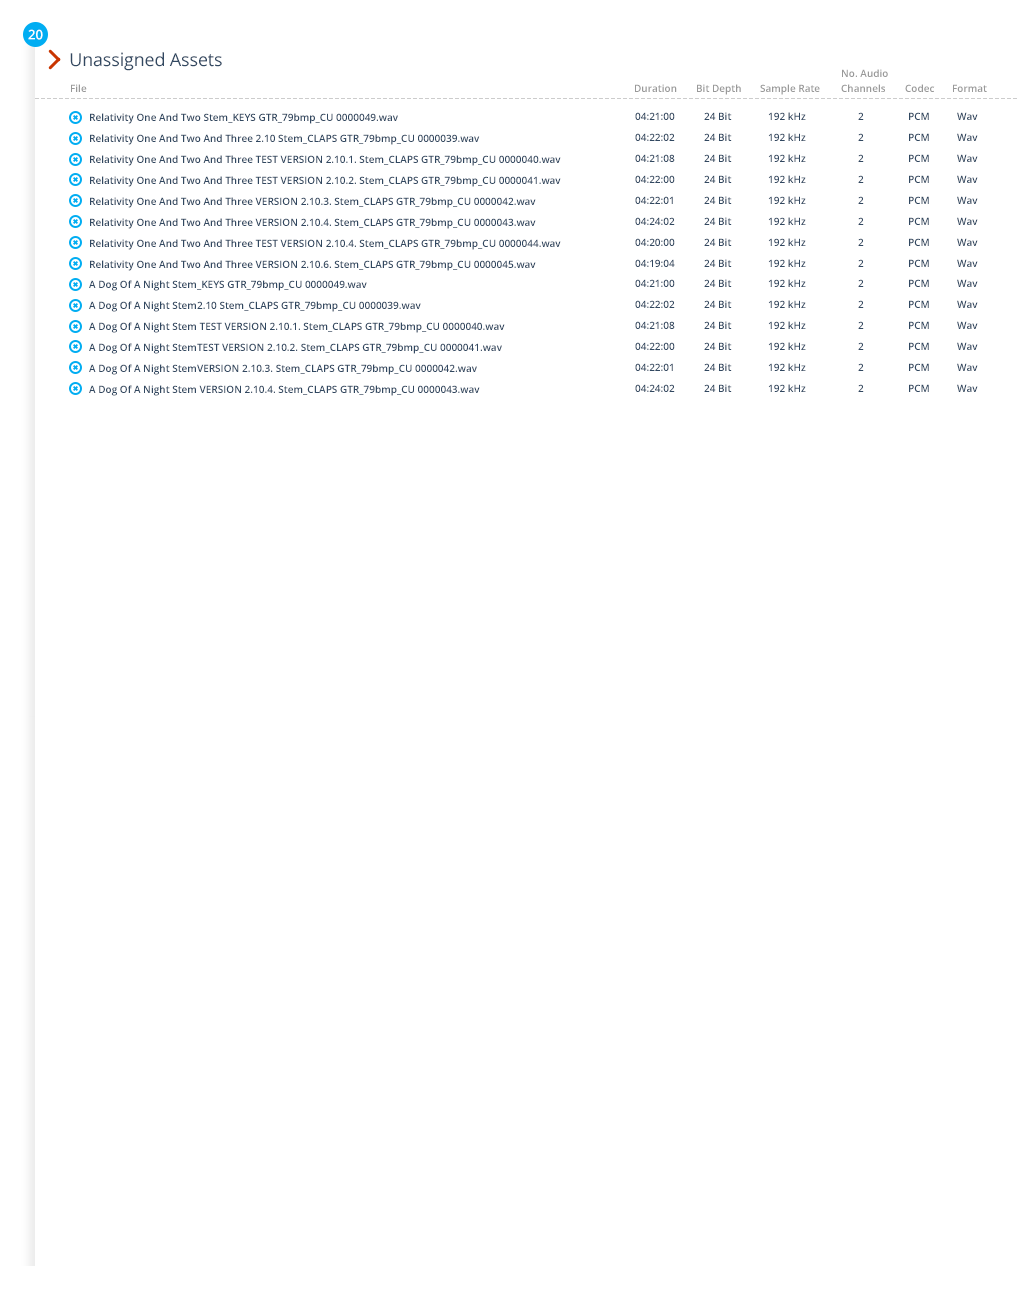 20
Unassigned Assets
File Duration Bit Depth Sample Rate No. Audio Channels Codec Format
Relativity One And Two Stem_KEYS GTR_79bmp_CU 0000049.wav 04:21:00 24 Bit 192 kHz 2 PCM Wav
Relativity One And Two And Three 2.10 Stem_CLAPS GTR_79bmp_CU 0000039.wav 04:22:02 24 Bit 192 kHz 2 PCM Wav
Relativity One And Two And Three TEST VERSION 2.10.1. Stem_CLAPS GTR_79bmp_CU 0000040.wav 04:21:08 24 Bit 192 kHz 2 PCM Wav
Relativity One And Two And Three TEST VERSION 2.10.2. Stem_CLAPS GTR_79bmp_CU 0000041.wav 04:22:00 24 Bit 192 kHz 2 PCM Wav
Relativity One And Two And Three VERSION 2.10.3. Stem_CLAPS GTR_79bmp_CU 0000042.wav 04:22:01 24 Bit 192 kHz 2 PCM Wav
Relativity One And Two And Three VERSION 2.10.4. Stem_CLAPS GTR_79bmp_CU 0000043.wav 04:24:02 24 Bit 192 kHz 2 PCM Wav
Relativity One And Two And Three TEST VERSION 2.10.4. Stem_CLAPS GTR_79bmp_CU 0000044.wav 04:20:00 24 Bit 192 kHz 2 PCM Wav
Relativity One And Two And Three VERSION 2.10.6. Stem_CLAPS GTR_79bmp_CU 0000045.wav 04:19:04 24 Bit 192 kHz 2 PCM Wav
A Dog Of A Night Stem_KEYS GTR_79bmp_CU 0000049.wav 04:21:00 24 Bit 192 kHz 2 PCM Wav
A Dog Of A Night Stem2.10 Stem_CLAPS GTR_79bmp_CU 0000039.wav 04:22:02 24 Bit 192 kHz 2 PCM Wav
A Dog Of A Night Stem TEST VERSION 2.10.1. Stem_CLAPS GTR_79bmp_CU 0000040.wav 04:21:08 24 Bit 192 kHz 2 PCM Wav
A Dog Of A Night StemTEST VERSION 2.10.2. Stem_CLAPS GTR_79bmp_CU 0000041.wav 04:22:00 24 Bit 192 kHz 2 PCM Wav
A Dog Of A Night StemVERSION 2.10.3. Stem_CLAPS GTR_79bmp_CU 0000042.wav 04:22:01 24 Bit 192 kHz 2 PCM Wav
A Dog Of A Night Stem VERSION 2.10.4. Stem_CLAPS GTR_79bmp_CU 0000043.wav 04:24:02 24 Bit 192 kHz 2 PCM Wav